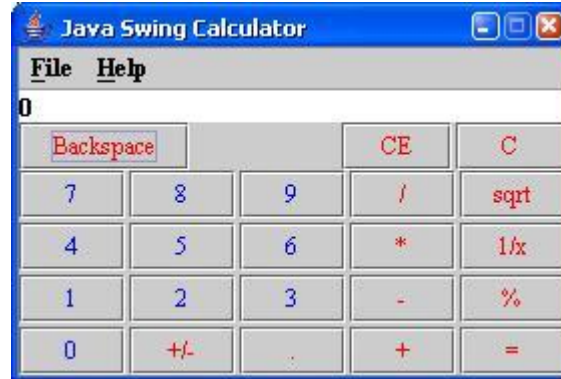 Java Swing Calculator
File Help
0
Backspace CE C
7 8 9 / sqrt
4 5 6 * 1/x
1 2 3 - %
0 +/- . + =